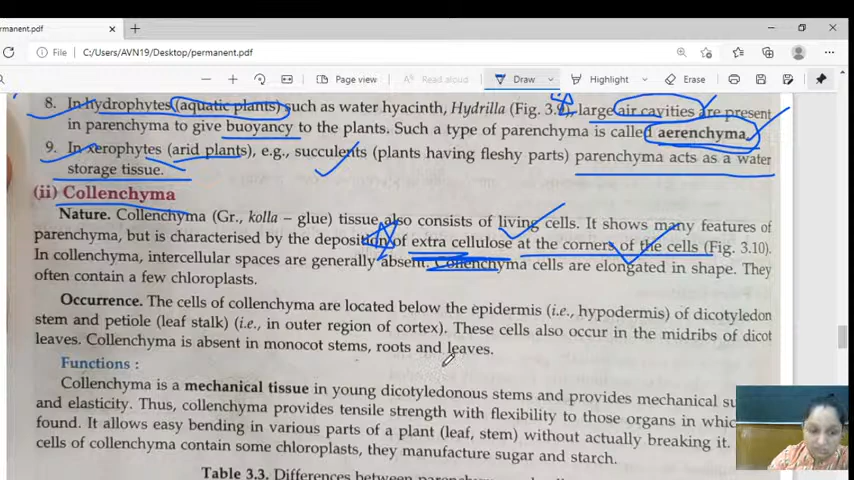 rmanent.pdf
File
C:/Users/AVN19/Desktop/permanent.pdf
Page view
Read aloud
Draw
Highlight
Erase
8. In hydrophytes (aquatic plants) such as water hyacinth, Hydrilla (Fig. 3. large air cavities are present
in parenchyma to give buoyancy to the plants. Such a type of parenchyma is called aerenchyma.
9. In xerophytes (arid plants), e.g., succulents (plants having fleshy parts) parenchyma acts as a water
storage tissue.
(ii) Collenchyma
Nature. Collenchyma (Gr., kolla – glue) tissue also consists of living cells. It shows many features of
parenchyma, but is characterised by the deposition of extra cellulose at the corners of the cells (Fig. 3.10).
In collenchyma, intercellular spaces are generally absent. Collenchyma cells are elongated in shape. They
often contain a few chloroplasts.
Occurrence. The cells of collenchyma are located below the epidermis (i.e., hypodermis) of dicotyledon
stem and petiole (leaf stalk) (i.e., in outer region of cortex). These cells also occur in the midribs of dicot
leaves. Collenchyma is absent in monocot stems, roots and leaves.
Functions :
Collenchyma is a mechanical tissue in young dicotyledonous stems and provides mechanical su
and elasticity. Thus, collenchyma provides tensile strength with flexibility to those organs in whic
found. It allows easy bending in various parts of a plant (leaf, stem) without actually breaking it.
cells of collenchyma contain some chloroplasts, they manufacture sugar and starch.
Table 3.3. Differences between